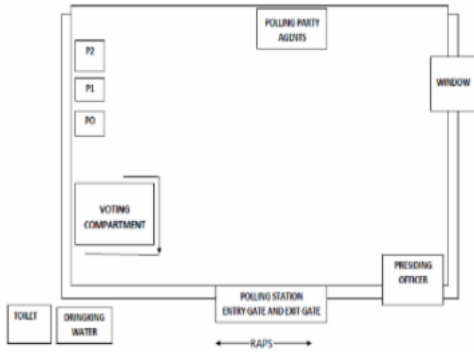 POLLING PARTY
AGENTS
P2
WINDOW
P1
PO
VOTING
COMPARTMENT
PRESIDING
OFFICER
POLLING STATION
ENTRY GATE AND EXIT GATE
TOILET
DRINGKING
WATER
RAPS